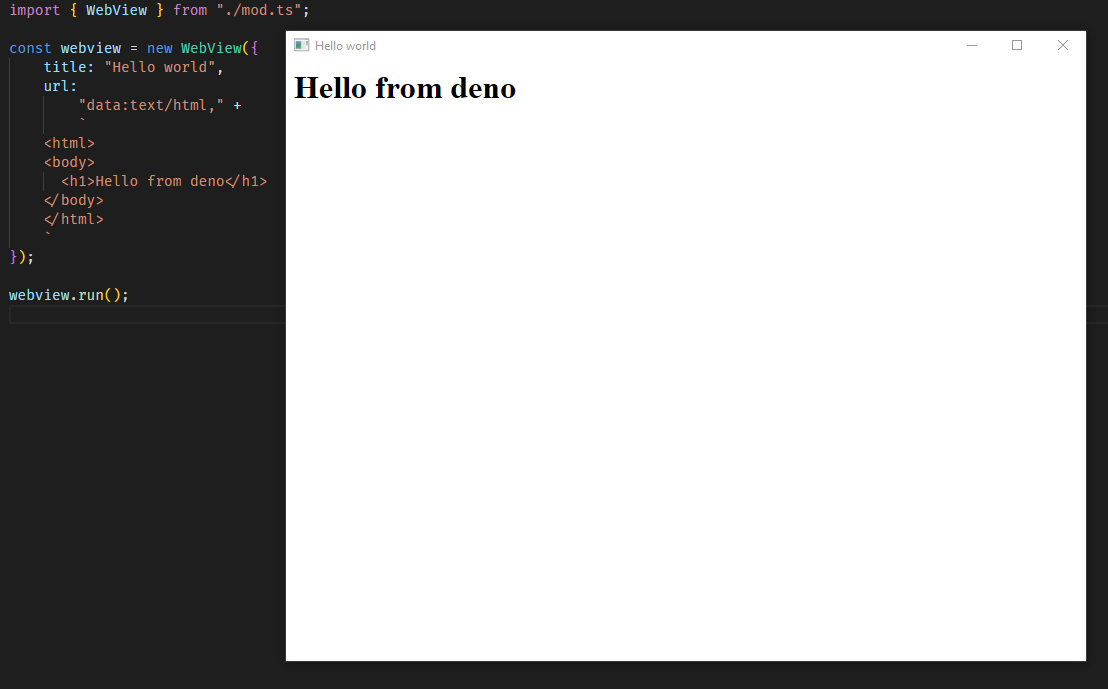 import { WebView } from "./mod.ts";
const webview = new WebView({
    title: "Hello world",
    url:
        "data:text/html," +
        `
    <html>
    <body>
      <h1>Hello from deno</h1>
    </body>
    </html>
    `
});
webview.run();
Hello world
Hello from deno